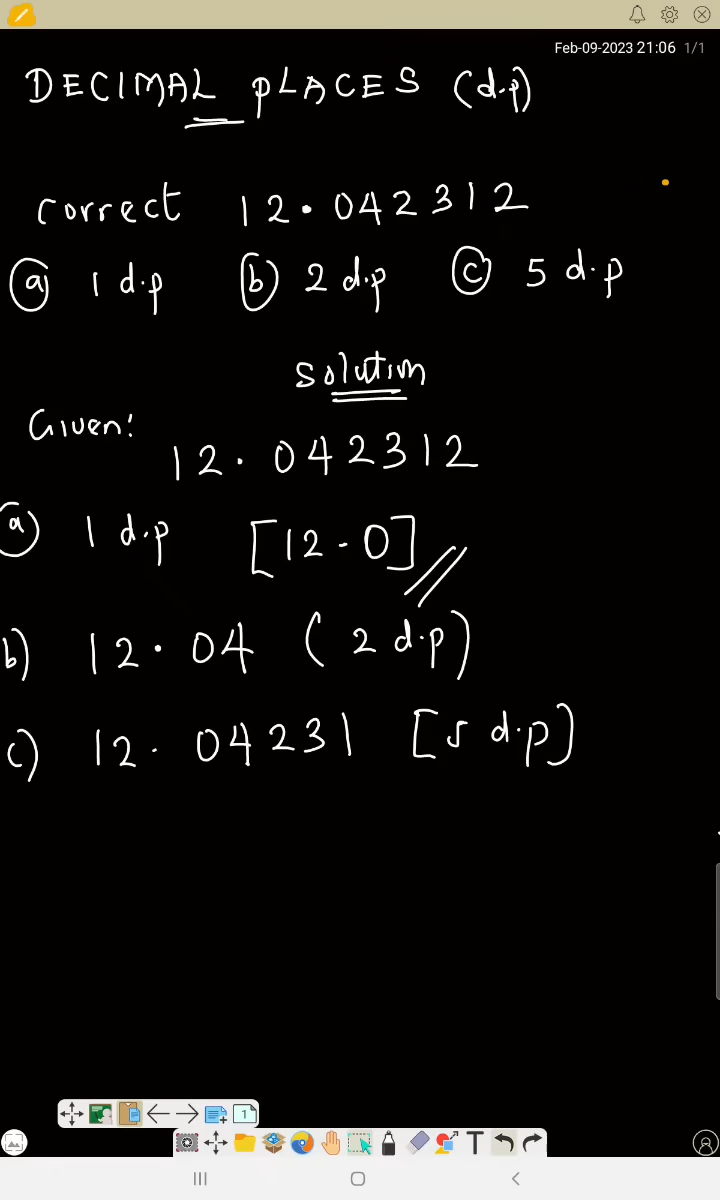 Feb-09-2023 21:06 1/1
DECIMAL PLACES (d.p)
correct 12.042312
(a) 1 d.p (b) 2 d.p (c) 5 d.p
Solution
Given:
12.042312
(a) 1 d.p [12.0]
b) 12.04 (2 d.p)
c) 12.04231 [5 d.p]
1
T